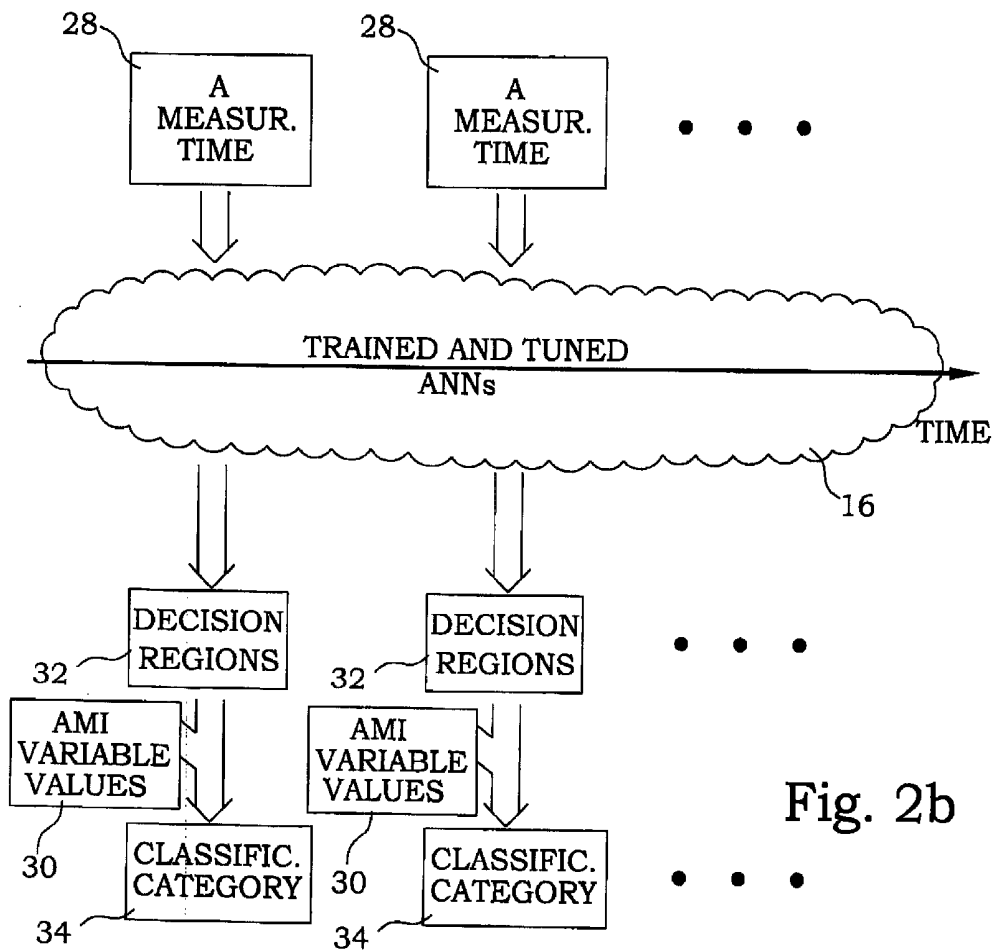 28
28
A
MEASUR.
TIME
A
MEASUR.
TIME
TRAINED AND TUNED
ANNs
TIME
16
DECISION
REGIONS
DECISION
REGIONS
32
32
AMI
VARIABLE
VALUES
AMI
VARIABLE
VALUES
Fig. 2b
30
30
CLASSIFIC.
CATEGORY
CLASSIFIC.
CATEGORY
34
34